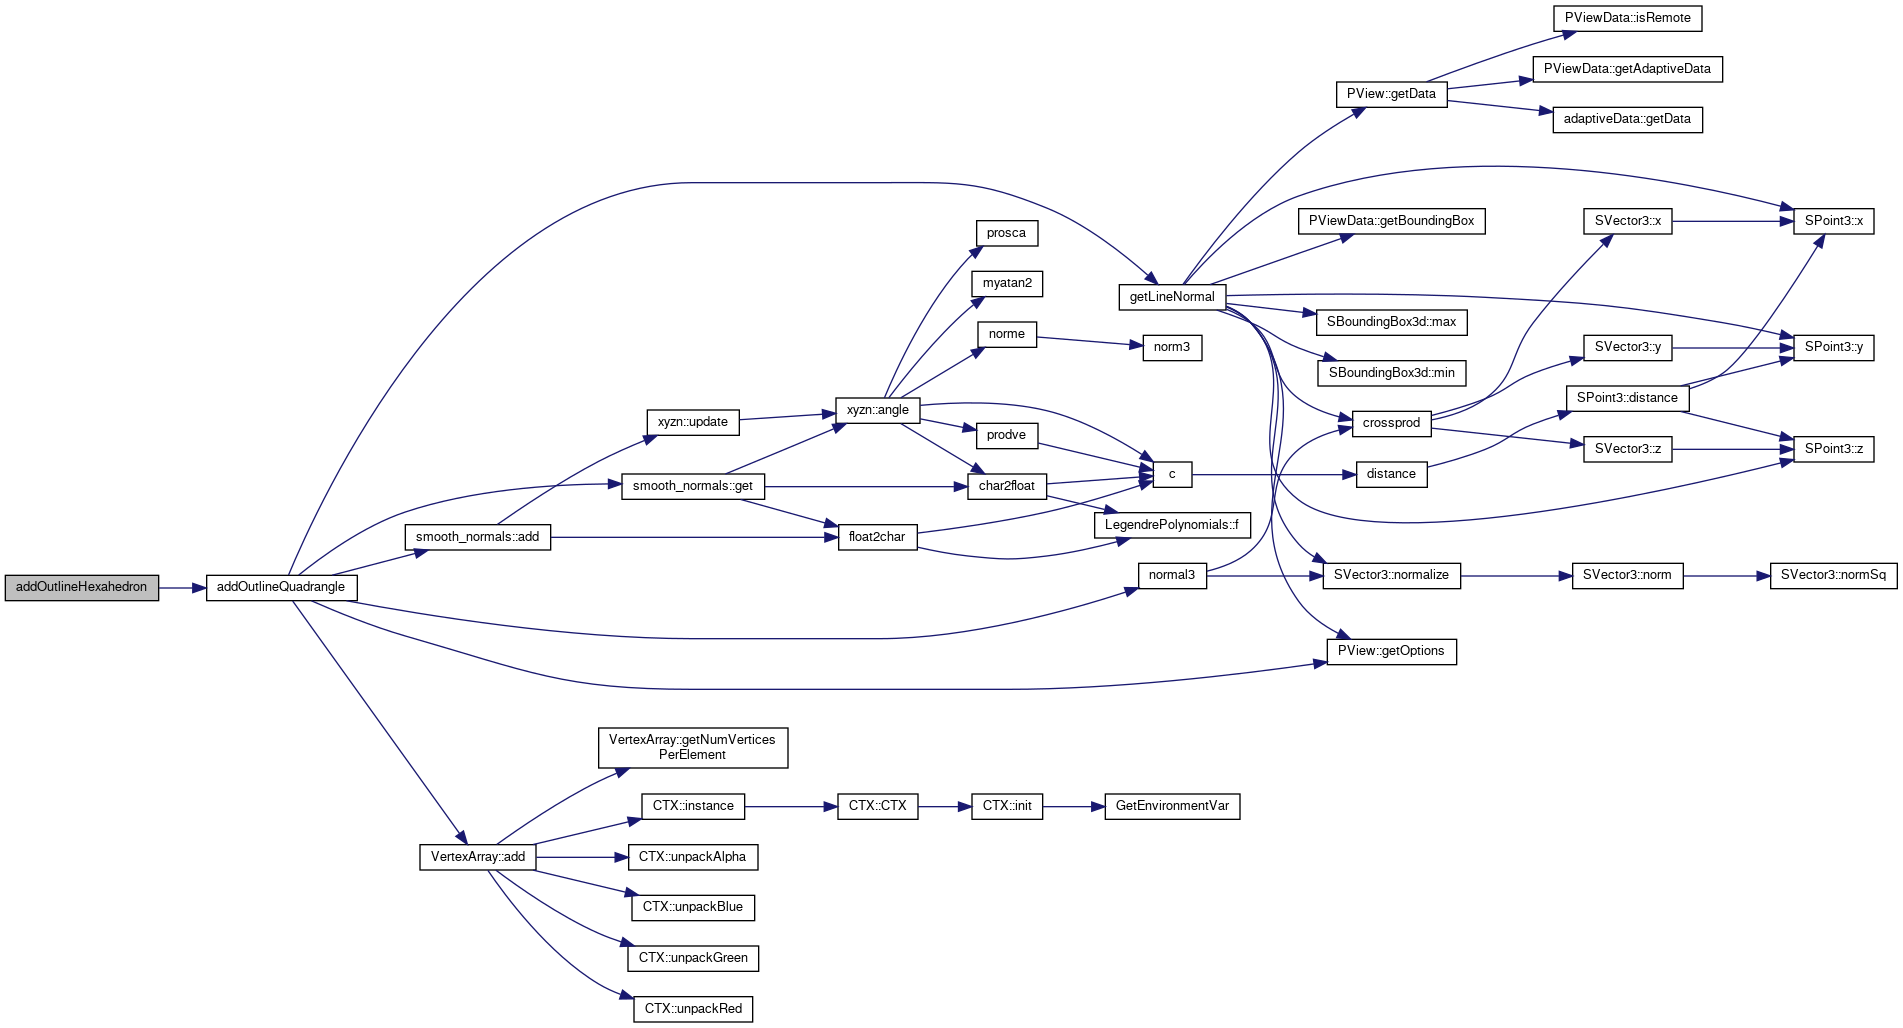 PViewData::isRemote
PViewData::getAdaptiveData
PView::getData
adaptiveData::getData
prosca
PViewData::getBoundingBox
SVector3::x
SPoint3::x
myatan2
getLineNormal
norme
norm3
SBoundingBox3d::max
SVector3::y
SPoint3::y
SBoundingBox3d::min
xyzn::update
xyzn::angle
SPoint3::distance
prodve
crossprod
SVector3::z
SPoint3::z
smooth_normals::get
char2float
c
distance
smooth_normals::add
float2char
LegendrePolynomials::f
addOutlineHexahedron
addOutlineQuadrangle
normal3
SVector3::normalize
SVector3::norm
SVector3::normSq
PView::getOptions
VertexArray::getNumVertices
PerElement
CTX::instance
CTX::CTX
CTX::init
GetEnvironmentVar
VertexArray::add
CTX::unpackAlpha
CTX::unpackBlue
CTX::unpackGreen
CTX::unpackRed